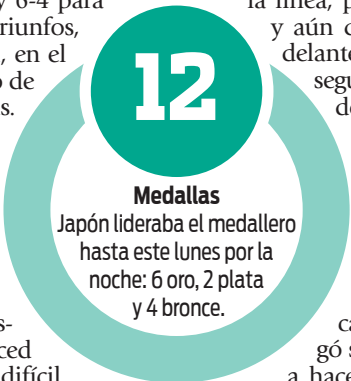 y 6-4 para
triunfos,
, en el
o de
s.
la línea, p
y aún d
delante
segu
d
12
Medallas
Japón lideraba el medallero
hasta este lunes por la
noche: 6 oro, 2 plata
y 4 bronce.
s-
ced
difícil
ca
gó s
a hace